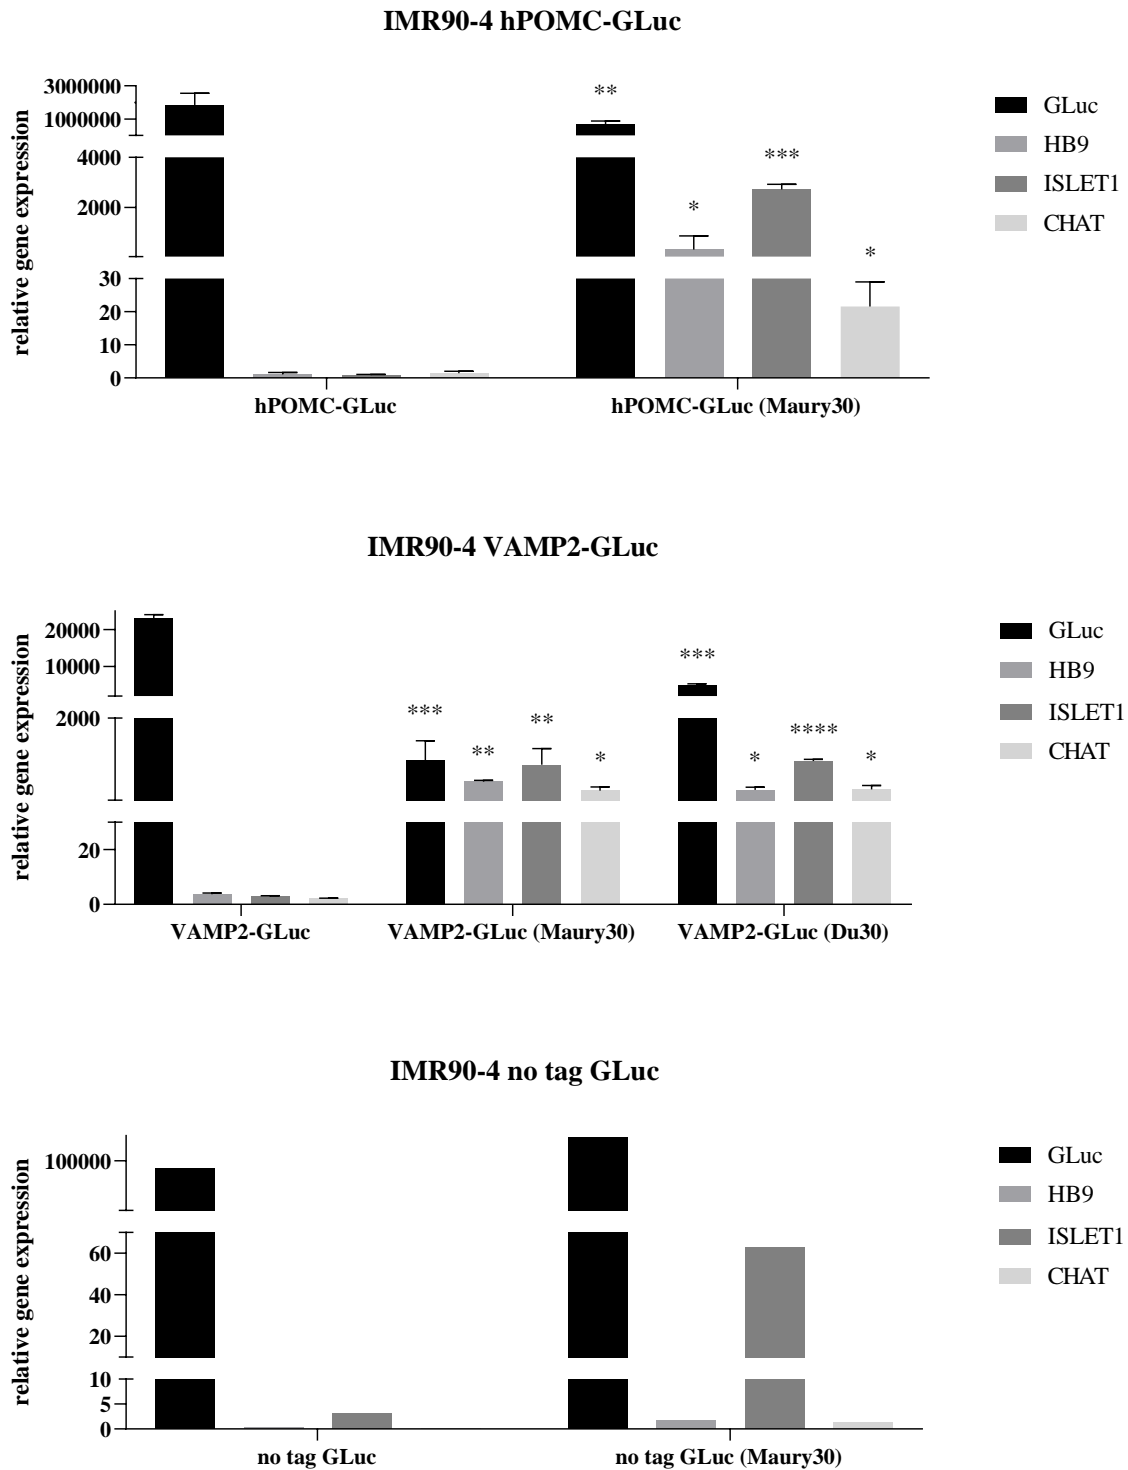 IMR90-4 hPOMC-GLuc
relative gene expression
3000000
1000000
4000
2000
30
20
10
0
**
*
***
*
hPOMC-GLuc
hPOMC-GLuc (Maury30)
GLuc
HB9
ISLET1
CHAT
IMR90-4 VAMP2-GLuc
relative gene expression
20000
10000
2000
20
0
***
**
**
*
***
*
****
*
VAMP2-GLuc
VAMP2-GLuc (Maury30)
VAMP2-GLuc (Du30)
GLuc
HB9
ISLET1
CHAT
IMR90-4 no tag GLuc
relative gene expression
100000
60
40
20
10
5
0
no tag GLuc
no tag GLuc (Maury30)
GLuc
HB9
ISLET1
CHAT